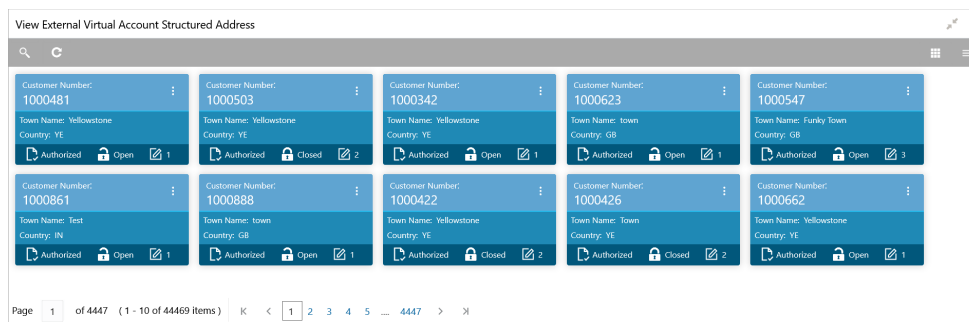 View External Virtual Account Structured Address
Customer Number:
1000481
Town Name: Yellowstone
Country: YE
Authorized Open 1
Customer Number:
1000503
Town Name: Yellowstone
Country: YE
Authorized Closed 2
Customer Number:
1000342
Town Name: Yellowstone
Country: YE
Authorized Open 1
Customer Number:
1000623
Town Name: town
Country: GB
Authorized Open 1
Customer Number:
1000547
Town Name: Funky Town
Country: GB
Authorized Open 3
Customer Number:
1000861
Town Name: Test
Country: IN
Authorized Open 1
Customer Number:
1000888
Town Name: town
Country: GB
Authorized Open 1
Customer Number:
1000422
Town Name: Yellowstone
Country: YE
Authorized Closed 2
Customer Number:
1000426
Town Name: Town
Country: YE
Authorized Closed 2
Customer Number:
1000662
Town Name: Yellowstone
Country: YE
Authorized Open 1
Page 1 of 4447 ( 1 - 10 of 44469 items ) 1 2 3 4 5 .... 4447